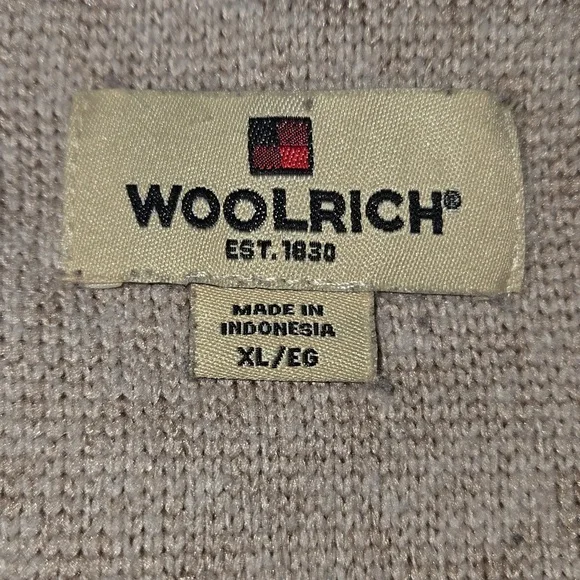 WOOLRICH®
EST. 1830
MADE IN
INDONESIA
XL/EG